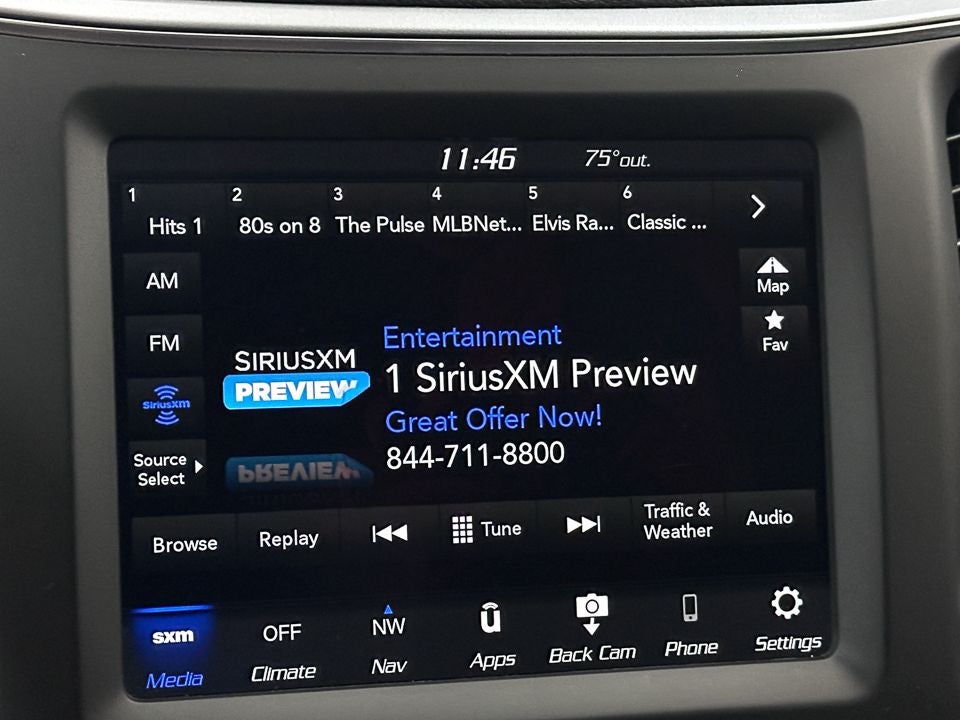 11:46 75°out.
1 2 3 4 5 6
Hits 1 80s on 8 The Pulse MLBNet... Elvis Ra... Classic ...
AM
Map
FM
Fav
SIRIUSXM
PREVIEW
Entertainment
1 SiriusXM Preview
Great Offer Now!
844-711-8800
SiriusXm
Source
Select
PREVIEW
Browse Replay Tune Traffic &
Weather Audio
sxm OFF NW
Media Climate Nav Apps Back Cam Phone Settings